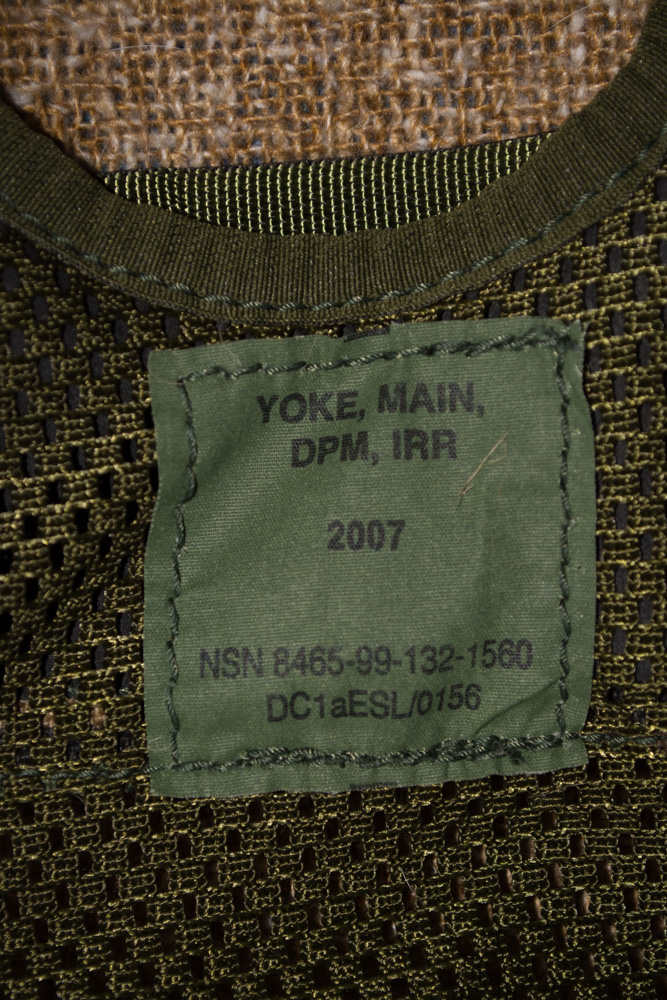 YOKE, MAIN,
DPM, IRR
2007
NSN 8465-99-132-1560
DC1aESL/0156